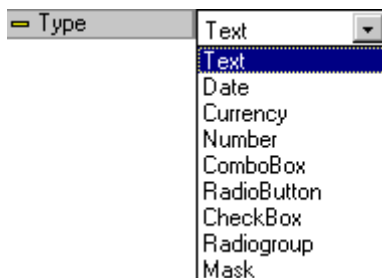 Type Text
Text
Date
Currency
Number
ComboBox
RadioButton
CheckBox
Radiogroup
Mask